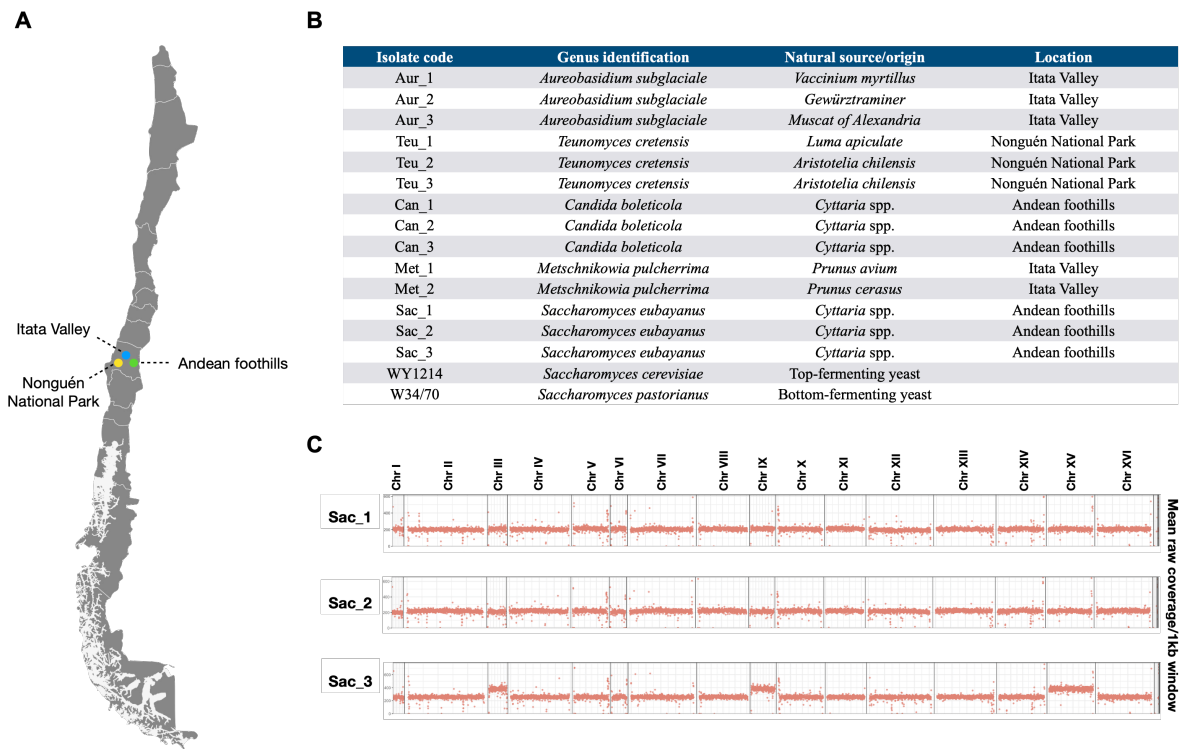 A
Itata Valley
Andean foothills
Nonguén
National Park
B
Isolate code Genus identification Natural source/origin Location
Aur_1 Aureobasidium subglaciale Vaccinium myrtillus Itata Valley
Aur_2 Aureobasidium subglaciale Gewürztraminer Itata Valley
Aur_3 Aureobasidium subglaciale Muscat of Alexandria Itata Valley
Teu_1 Teunomyces cretensis Luma apiculate Nonguén National Park
Teu_2 Teunomyces cretensis Aristotelia chilensis Nonguén National Park
Teu_3 Teunomyces cretensis Aristotelia chilensis Nonguén National Park
Can_1 Candida boleticola Cyttaria spp. Andean foothills
Can_2 Candida boleticola Cyttaria spp. Andean foothills
Can_3 Candida boleticola Cyttaria spp. Andean foothills
Met_1 Metschnikowia pulcherrima Prunus avium Itata Valley
Met_2 Metschnikowia pulcherrima Prunus cerasus Itata Valley
Sac_1 Saccharomyces eubayanus Cyttaria spp. Andean foothills
Sac_2 Saccharomyces eubayanus Cyttaria spp. Andean foothills
Sac_3 Saccharomyces eubayanus Cyttaria spp. Andean foothills
WY1214 Saccharomyces cerevisiae Top-fermenting yeast
W34/70 Saccharomyces pastorianus Bottom-fermenting yeast
C
Chr I Chr II Chr III Chr IV Chr V Chr VI Chr VII Chr VIII Chr IX Chr X Chr XI Chr XII Chr XIII Chr XIV Chr XV Chr XVI
Sac_1
Sac_2
Sac_3
Mean raw coverage/1kb window